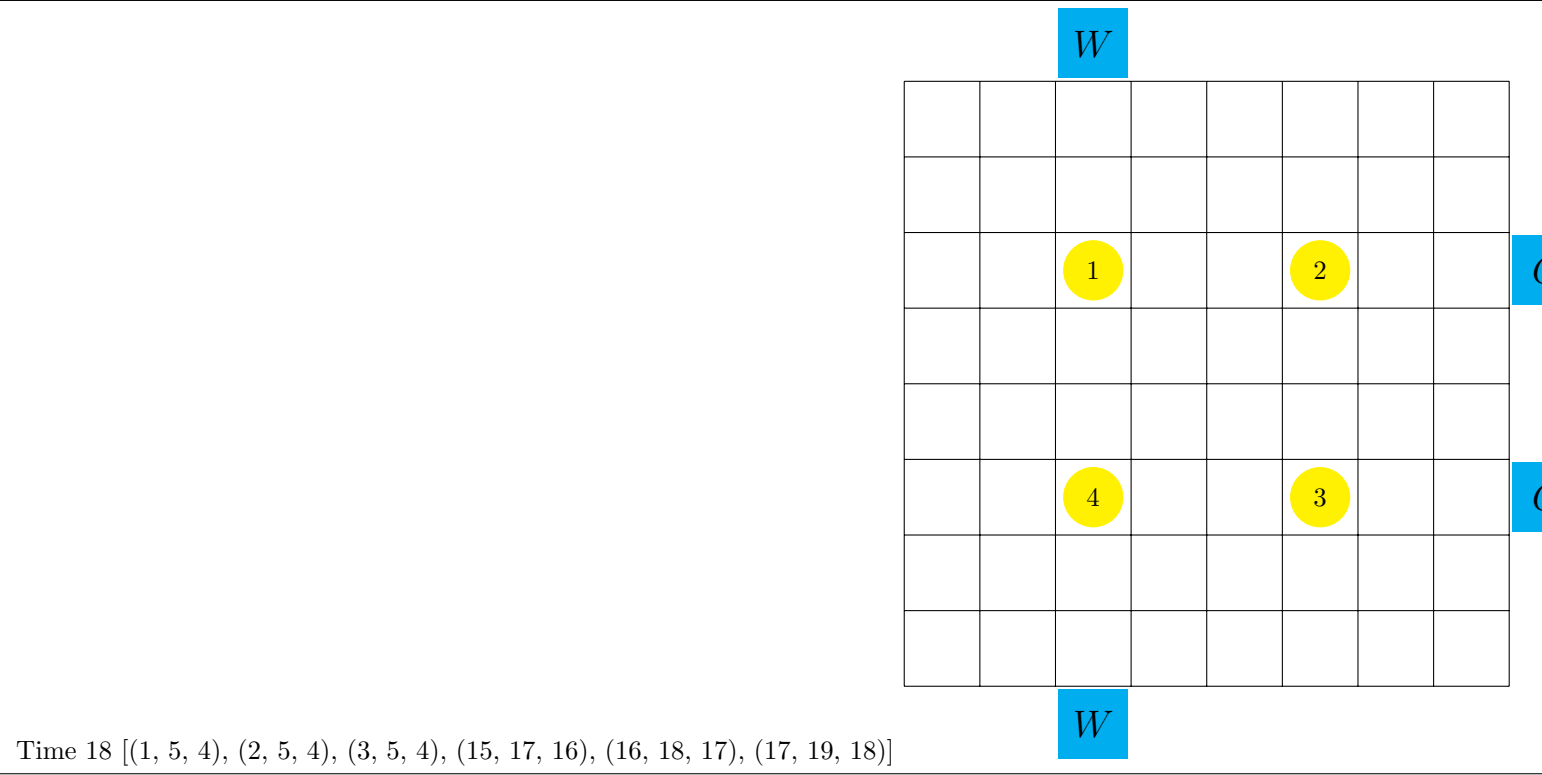 W
1 2
4 3
W
Time 18 [(1, 5, 4), (2, 5, 4), (3, 5, 4), (15, 17, 16), (16, 18, 17), (17, 19, 18)]